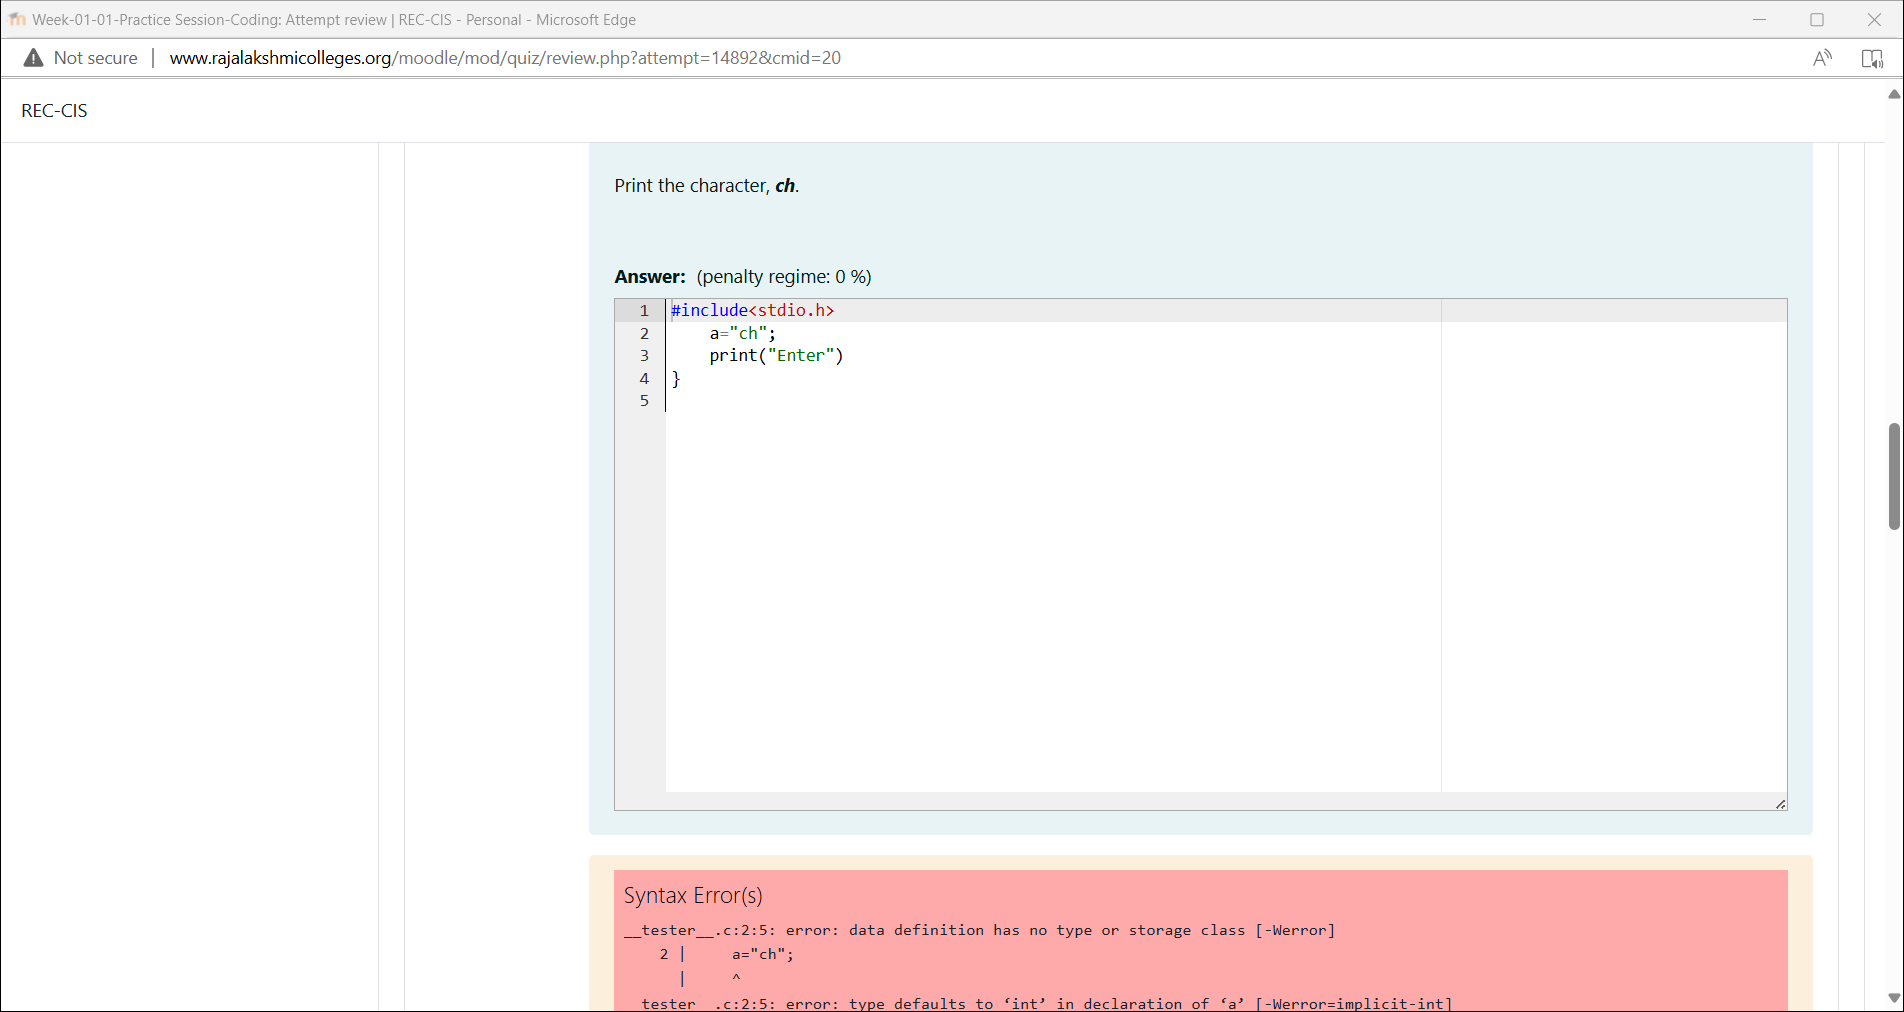 Week-01-01-Practice Session-Coding: Attempt review | REC-CIS - Personal - Microsoft Edge
Not secure | www.rajalakshmicolleges.org/moodle/mod/quiz/review.php?attempt=14892&cmid=20
REC-CIS
Print the character, ch.
Answer: (penalty regime: 0 %)
1 #include<stdio.h>
2     a="ch";
3     print("Enter")
4 }
5
Syntax Error(s)
__tester__.c:2:5: error: data definition has no type or storage class [-Werror]
    2 |     a="ch";
      |     ^
__tester__.c:2:5: error: type defaults to ‘int’ in declaration of ‘a’ [-Werror=implicit-int]